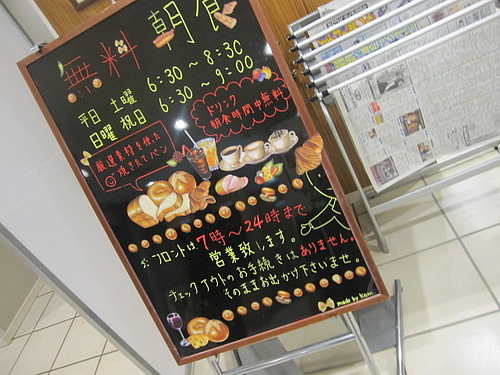 無料 朝食
平日 土曜 6:30～8:30
日曜 祝日 6:30～9:00
ドリンク
朝食時間中無料
厳選素材を使った
焼きたてパン
フロントは7時～24時まで
営業致します。
チェックアウトのお手続きはありません。
そのままお出かけ下さいませ。
made by